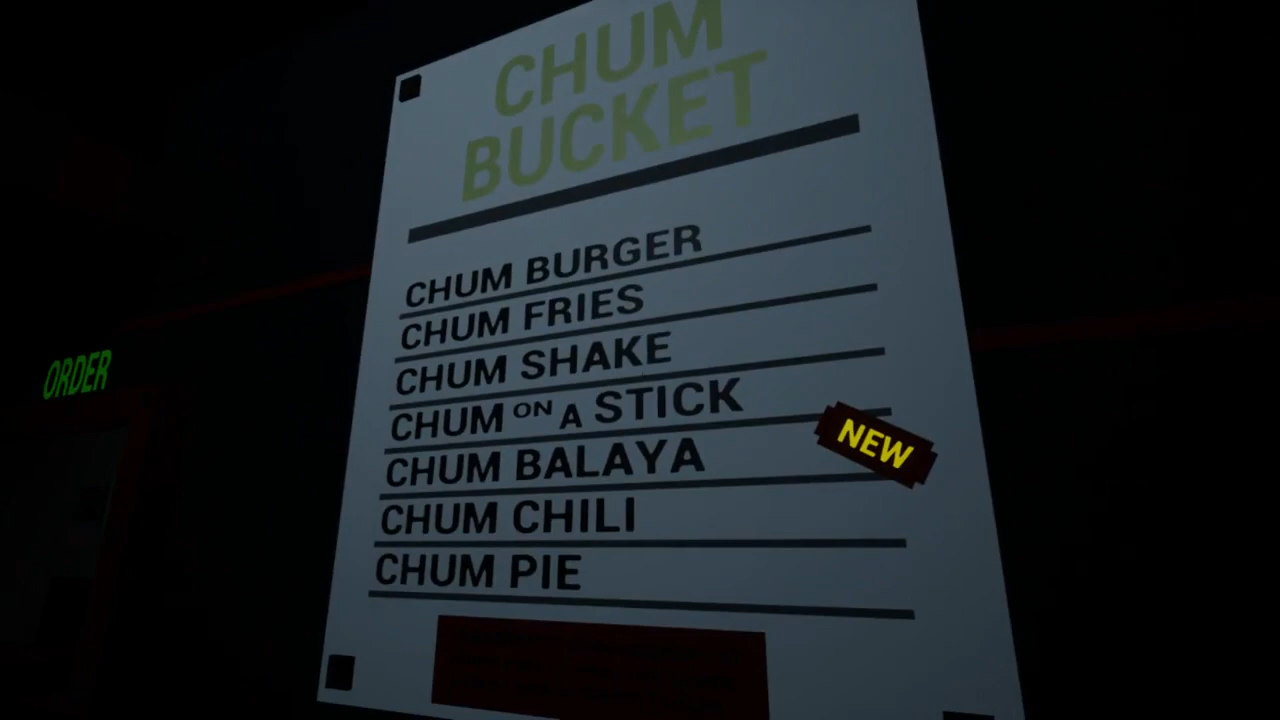 CHUM
BUCKET
CHUM BURGER
CHUM FRIES
CHUM SHAKE
CHUM ON A STICK
CHUM BALAYA
NEW
CHUM CHILI
CHUM PIE
ORDER